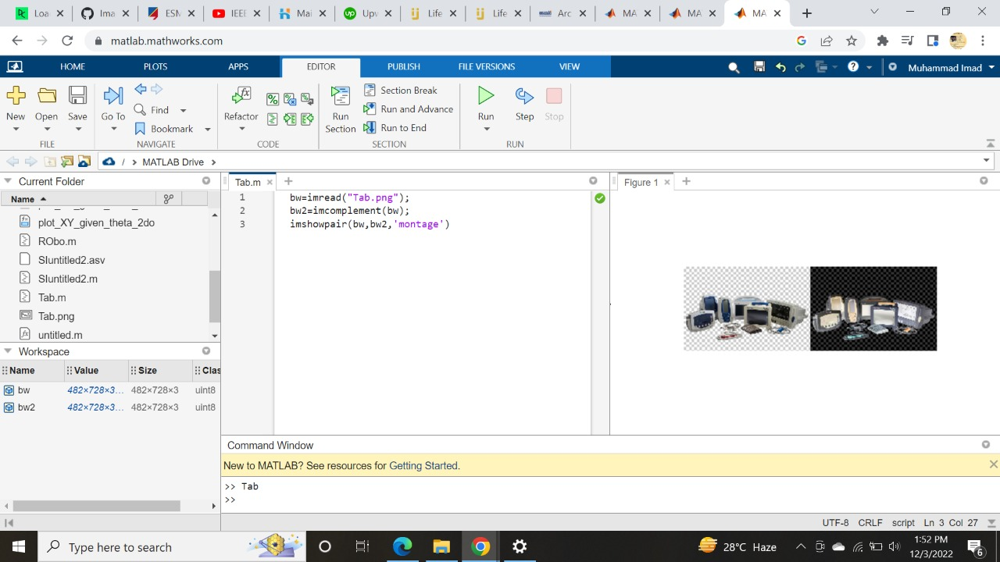 Loa
Ima
ESM
IEEE
Mai
Upw
Life
Life
Arc
MA
MA
MA
matlab.mathworks.com
HOME
PLOTS
APPS
EDITOR
PUBLISH
FILE VERSIONS
VIEW
Muhammad Imad
New
Open
Save
FILE
Go To
Find
Bookmark
NAVIGATE
Refactor
CODE
Run Section
Section Break
Run and Advance
Run to End
SECTION
Run
Step
Stop
RUN
/ > MATLAB Drive >
Current Folder
Name
plot_XY_given_theta_2do
RObo.m
SIuntitled2.asv
SIuntitled2.m
Tab.m
Tab.png
untitled.m
Workspace
Name Value Size Clas
bw 482×728×3... 482×728×3 uint8
bw2 482×728×3... 482×728×3 uint8
Tab.m
1 bw=imread("Tab.png");
2 bw2=imcomplement(bw);
3 imshowpair(bw,bw2,'montage')
Figure 1
Command Window
New to MATLAB? See resources for Getting Started.
>> Tab
>>
UTF-8 CRLF script Ln 3 Col 27
Type here to search
28°C Haze
1:52 PM
12/3/2022
6